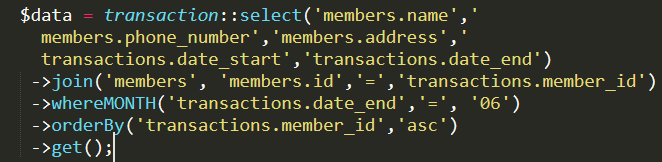 $data = transaction::select('members.name','
members.phone_number','members.address','
transactions.date_start','transactions.date_end')
->join('members', 'members.id','=','transactions.member_id')
->whereMONTH('transactions.date_end','=', '06')
->orderBy('transactions.member_id','asc')
->get();